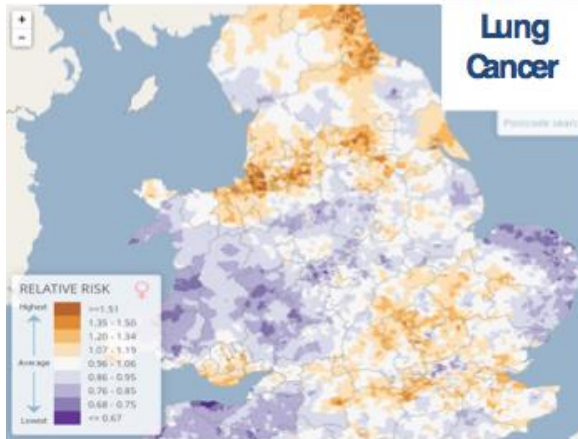 +
−
Lung
Cancer
Postcode sear
RELATIVE RISK
Highest
Average
Lowest
>=1.51
1.35 - 1.50
1.20 - 1.34
1.07 - 1.19
0.96 - 1.06
0.86 - 0.95
0.76 - 0.85
0.68 - 0.75
<= 0.67